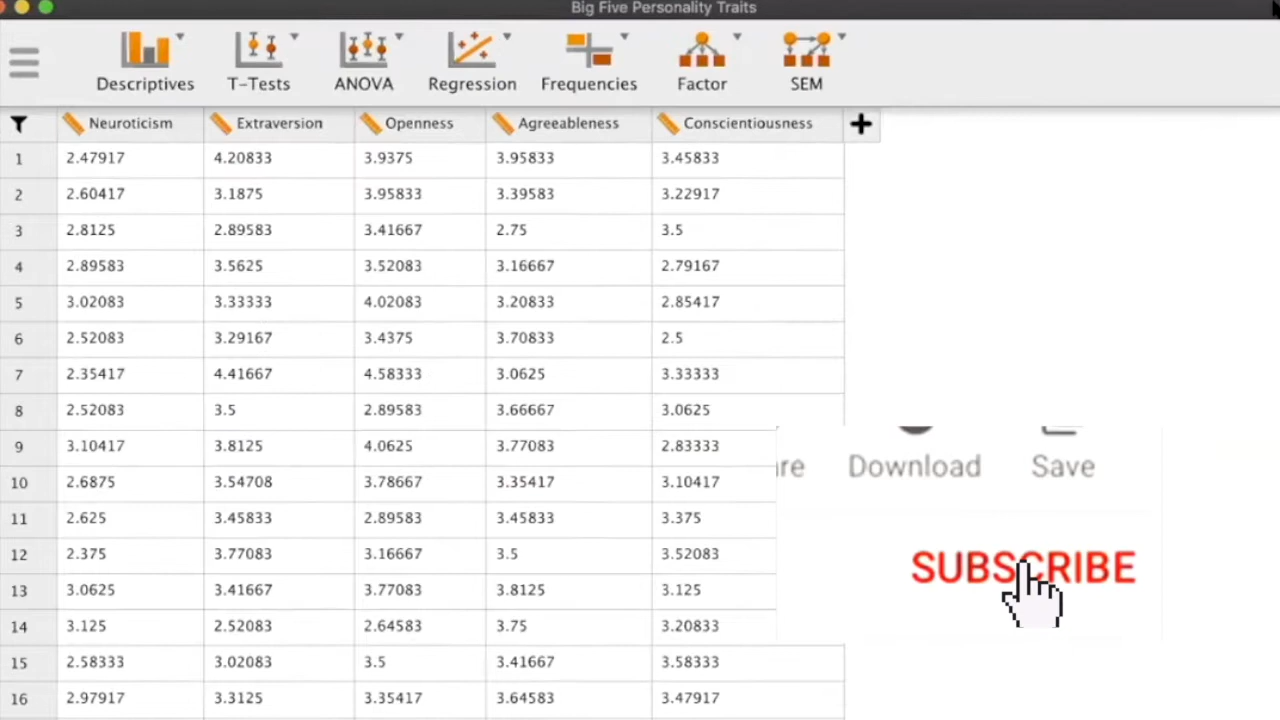 Big Five Personality Traits
Descriptives T-Tests ANOVA Regression Frequencies Factor SEM
Neuroticism Extraversion Openness Agreeableness Conscientiousness
1 2.47917 4.20833 3.9375 3.95833 3.45833
2 2.60417 3.1875 3.95833 3.39583 3.22917
3 2.8125 2.89583 3.41667 2.75 3.5
4 2.89583 3.5625 3.52083 3.16667 2.79167
5 3.02083 3.33333 4.02083 3.20833 2.85417
6 2.52083 3.29167 3.4375 3.70833 2.5
7 2.35417 4.41667 4.58333 3.0625 3.33333
8 2.52083 3.5 2.89583 3.66667 3.0625
9 3.10417 3.8125 4.0625 3.77083 2.83333
10 2.6875 3.54708 3.78667 3.35417 3.10417
11 2.625 3.45833 2.89583 3.45833 3.375
12 2.375 3.77083 3.16667 3.5 3.52083
13 3.0625 3.41667 3.77083 3.8125 3.125
14 3.125 2.52083 2.64583 3.75 3.20833
15 2.58333 3.02083 3.5 3.41667 3.58333
16 2.97917 3.3125 3.35417 3.64583 3.47917
Download Save
SUBSCRIBE